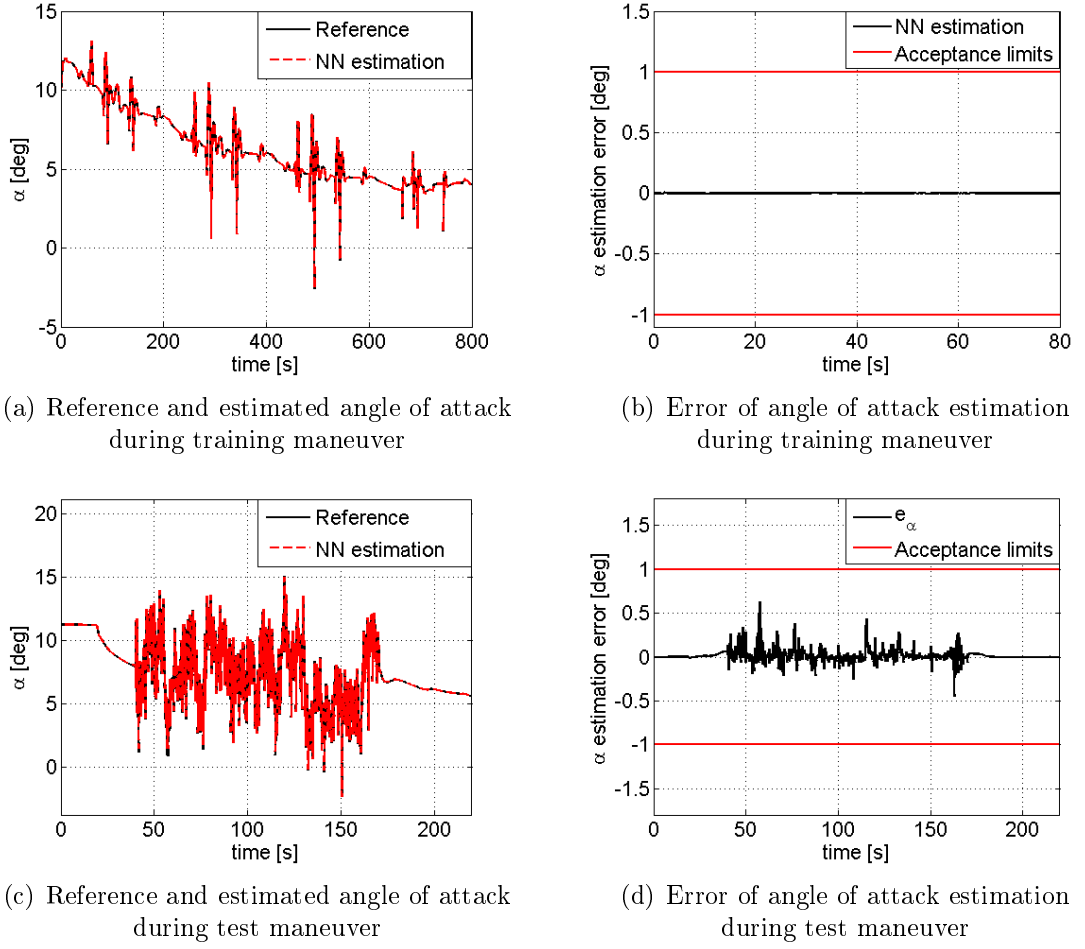 15
10
5
0
-5
α [deg]
0
200
400
600
800
time [s]
Reference
NN estimation
(a) Reference and estimated angle of attack
during training maneuver
1.5
1
0.5
0
-0.5
-1
α estimation error [deg]
0
20
40
60
80
time [s]
NN estimation
Acceptance limits
(b) Error of angle of attack estimation
during training maneuver
20
15
10
5
0
α [deg]
0
50
100
150
200
time [s]
Reference
NN estimation
(c) Reference and estimated angle of attack
during test maneuver
1.5
1
0.5
0
-0.5
-1
-1.5
α estimation error [deg]
0
50
100
150
200
time [s]
eα
Acceptance limits
(d) Error of angle of attack estimation
during test maneuver